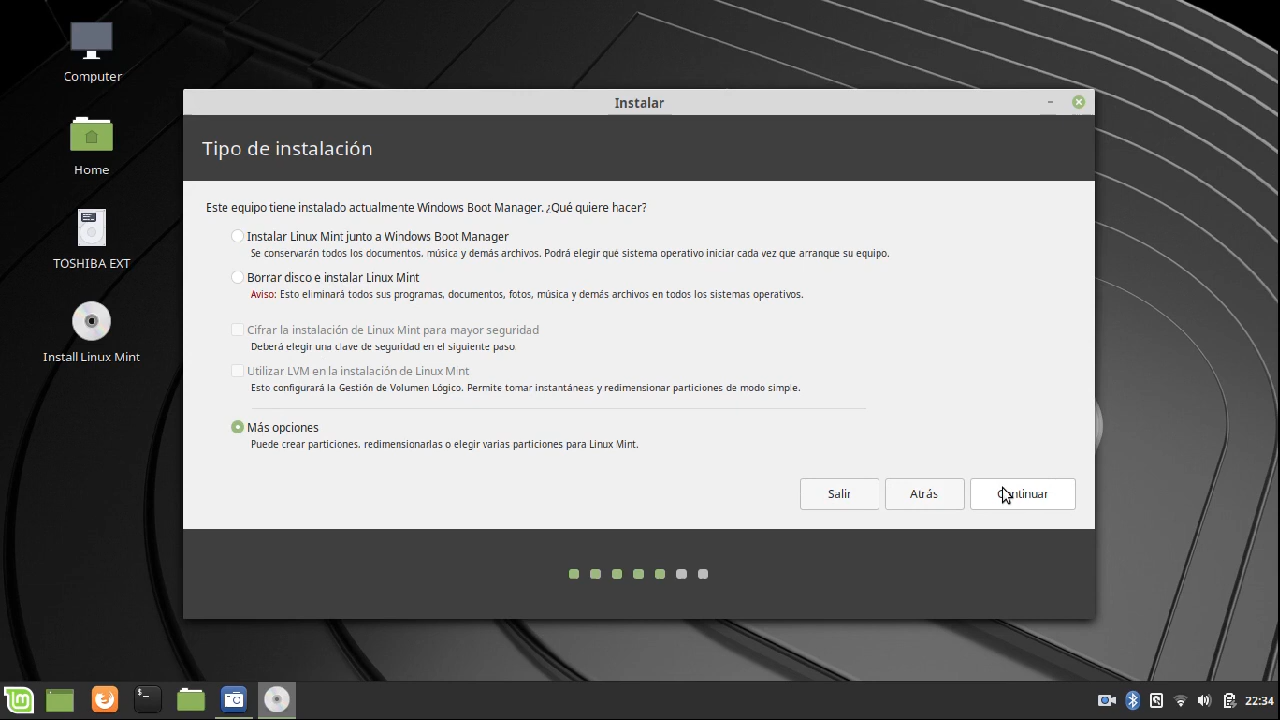 Computer
Home
TOSHIBA EXT
Install Linux Mint
Instalar
Tipo de instalación
Este equipo tiene instalado actualmente Windows Boot Manager. ¿Qué quiere hacer?
Instalar Linux Mint junto a Windows Boot Manager
Se conservarán todos los documentos, música y demás archivos. Podrá elegir qué sistema operativo iniciar cada vez que arranque su equipo.
Borrar disco e instalar Linux Mint
Aviso: Esto eliminará todos sus programas, documentos, fotos, música y demás archivos en todos los sistemas operativos.
Cifrar la instalación de Linux Mint para mayor seguridad
Deberá elegir una clave de seguridad en el siguiente paso.
Utilizar LVM en la instalación de Linux Mint
Esto configurará la Gestión de Volumen Lógico. Permite tomar instantáneas y redimensionar particiones de modo simple.
Más opciones
Puede crear particiones, redimensionarlas o elegir varias particiones para Linux Mint.
Salir
Atrás
Continuar
22:34